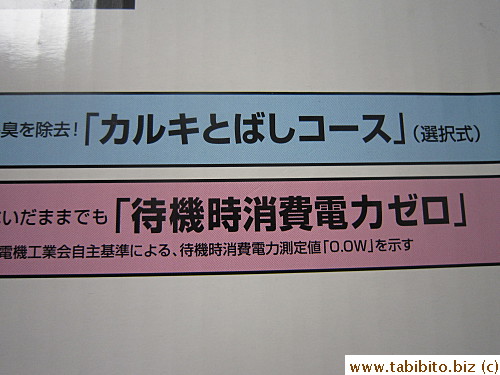 臭を除去!「カルキとばしコース」(選択式)
いだままでも「待機時消費電力ゼロ」
電機工業会自主基準による、待機時消費電力測定値「0.0W」を示す
www.tabibito.biz (c)